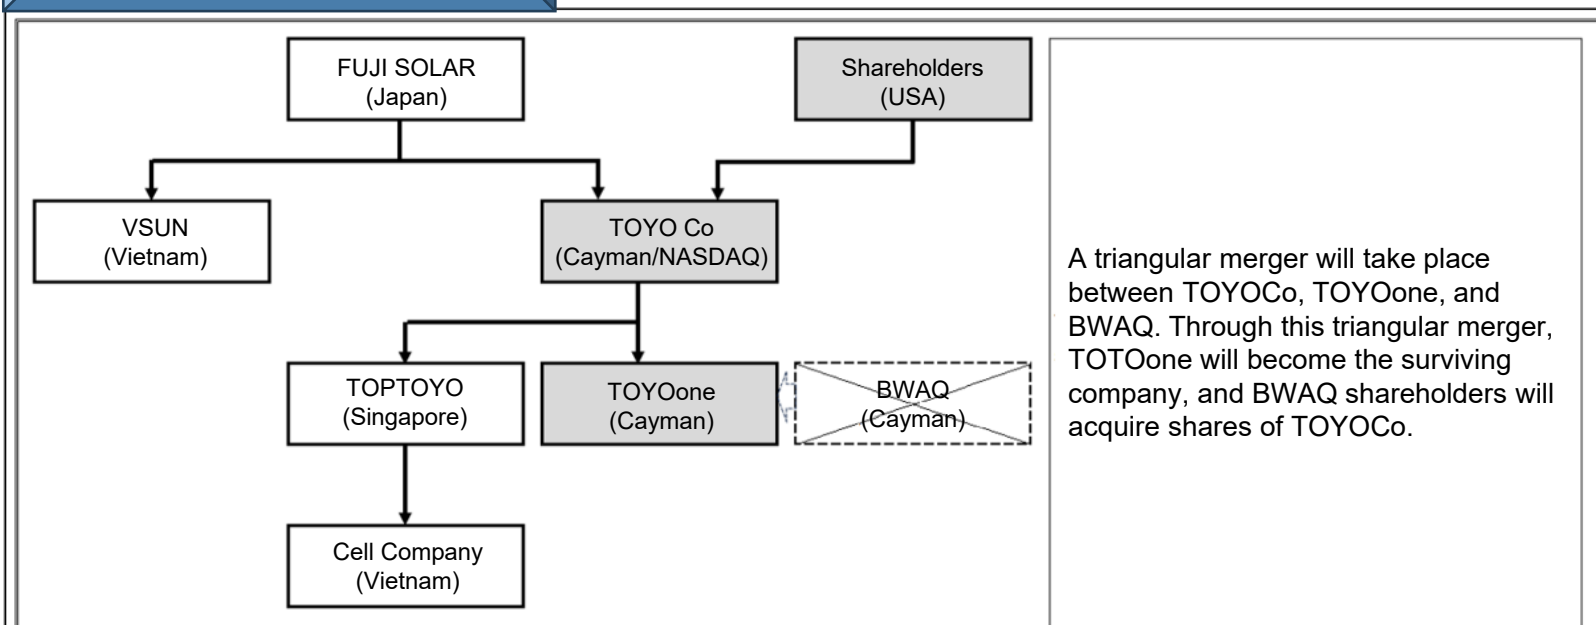 FUJI SOLAR
(Japan)
Shareholders
(USA)
VSUN
(Vietnam)
TOYO Co
(Cayman/NASDAQ)
TOPTOYO
(Singapore)
TOYOone
(Cayman)
BWAQ
(Cayman)
Cell Company
(Vietnam)
A triangular merger will take place
between TOYOCo, TOYOone, and
BWAQ. Through this triangular merger,
TOTOone will become the surviving
company, and BWAQ shareholders will
acquire shares of TOYOCo.